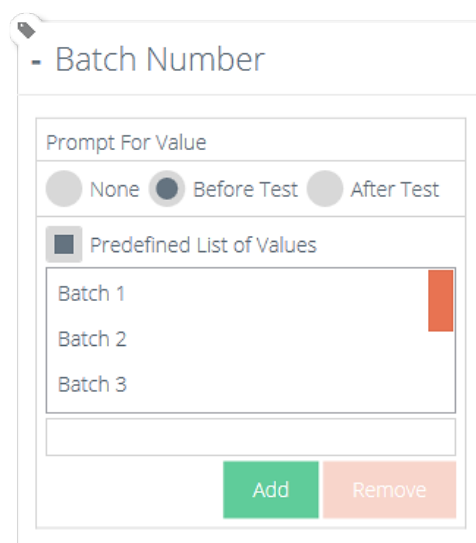 - Batch Number
Prompt For Value
None Before Test After Test
Predefined List of Values
Batch 1
Batch 2
Batch 3
Add Remove